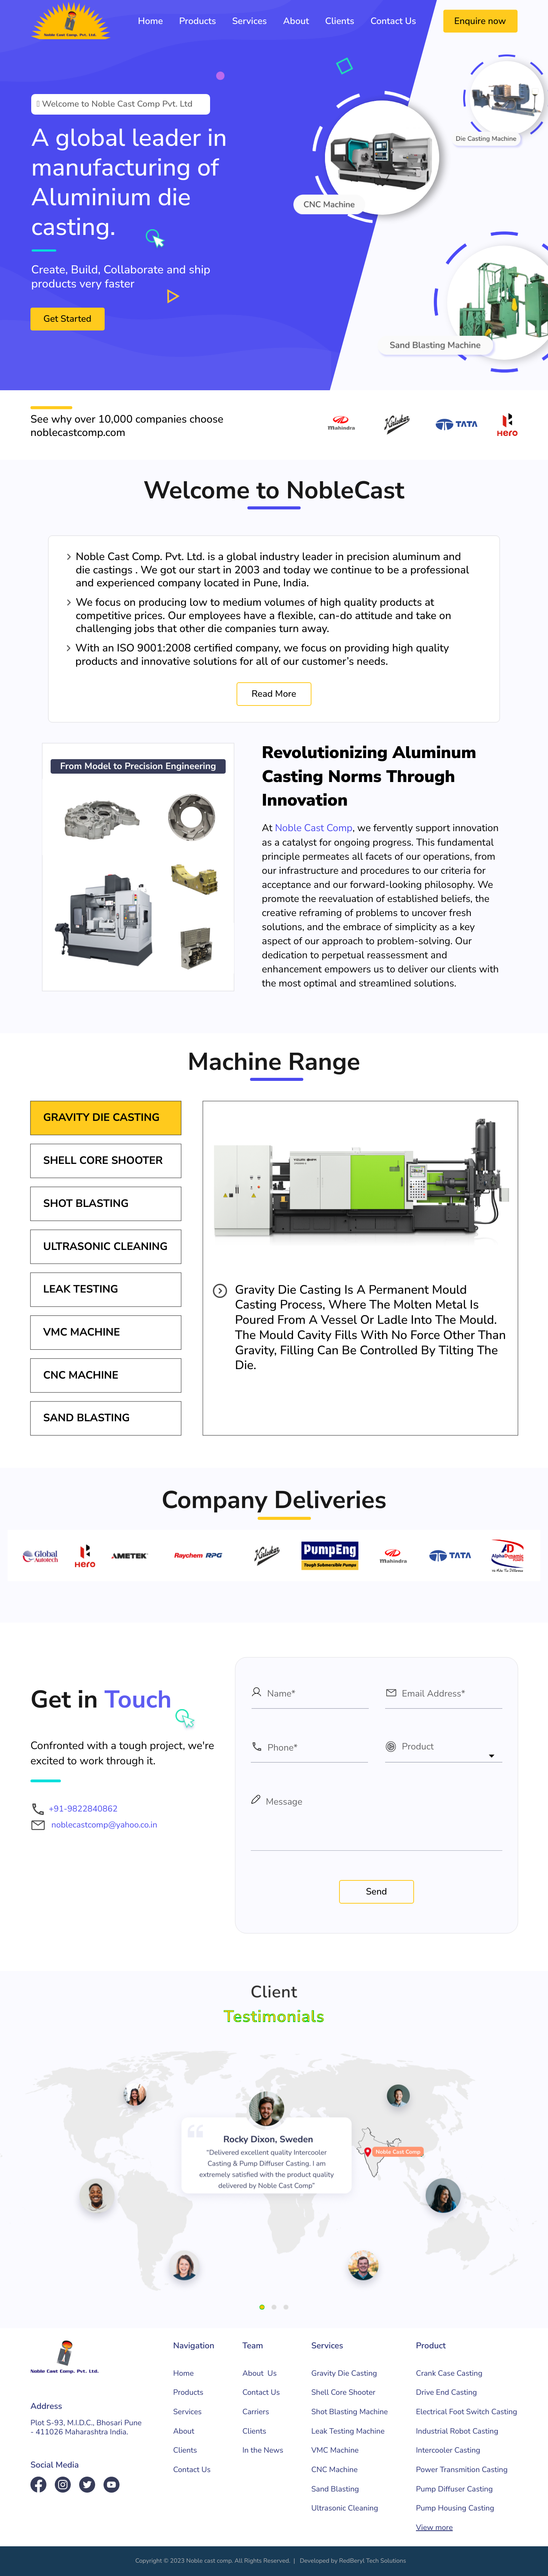 Noble Cast Comp. Pvt. Ltd.
Home Products Services About Clients Contact Us
Enquire now
Welcome to Noble Cast Comp Pvt. Ltd
A global leader in
manufacturing of
Aluminium die
casting.
Create, Build, Collaborate and ship
products very faster
Get Started
Die Casting Machine
CNC Machine
Sand Blasting Machine
See why over 10,000 companies choose
noblecastcomp.com
Mahindra
Kirloskar
TATA
Hero
Welcome to NobleCast
Noble Cast Comp. Pvt. Ltd. is a global industry leader in precision aluminum and
die castings . We got our start in 2003 and today we continue to be a professional
and experienced company located in Pune, India.
We focus on producing low to medium volumes of high quality products at
competitive prices. Our employees have a flexible, can-do attitude and take on
challenging jobs that other die companies turn away.
With an ISO 9001:2008 certified company, we focus on providing high quality
products and innovative solutions for all of our customer’s needs.
Read More
From Model to Precision Engineering
Revolutionizing Aluminum
Casting Norms Through
Innovation
At Noble Cast Comp, we fervently support innovation
as a catalyst for ongoing progress. This fundamental
principle permeates all facets of our operations, from
our infrastructure and procedures to our criteria for
acceptance and our forward-looking philosophy. We
promote the reevaluation of established beliefs, the
creative reframing of problems to uncover fresh
solutions, and the embrace of simplicity as a key
aspect of our approach to problem-solving. Our
dedication to perpetual reassessment and
enhancement empowers us to deliver our clients with
the most optimal and streamlined solutions.
Machine Range
GRAVITY DIE CASTING
SHELL CORE SHOOTER
SHOT BLASTING
ULTRASONIC CLEANING
LEAK TESTING
VMC MACHINE
CNC MACHINE
SAND BLASTING
Gravity Die Casting Is A Permanent Mould
Casting Process, Where The Molten Metal Is
Poured From A Vessel Or Ladle Into The Mould.
The Mould Cavity Fills With No Force Other Than
Gravity, Filling Can Be Controlled By Tilting The
Die.
Company Deliveries
Global
Autotech
Hero
AMETEK
Raychem RPG
Kirloskar
PumpEng
Tough Submersible Pumps
Mahindra
TATA
AD
AlphaDynamic
Get in Touch
Confronted with a tough project, we're
excited to work through it.
+91-9822840862
noblecastcomp@yahoo.co.in
Name*
Email Address*
Phone*
Product
Message
Send
Client
Testimonials
Rocky Dixon, Sweden
“Delivered excellent quality Intercooler
Casting & Pump Diffuser Casting. I am
extremely satisfied with the product quality
delivered by Noble Cast Comp”
Noble Cast Comp
Noble Cast Comp. Pvt. Ltd.
Address
Plot S-93, M.I.D.C., Bhosari Pune
- 411026 Maharashtra India.
Social Media
Navigation
Home
Products
Services
About
Clients
Contact Us
Team
About Us
Contact Us
Carriers
Clients
In the News
Services
Gravity Die Casting
Shell Core Shooter
Shot Blasting Machine
Leak Testing Machine
VMC Machine
CNC Machine
Sand Blasting
Ultrasonic Cleaning
Product
Crank Case Casting
Drive End Casting
Electrical Foot Switch Casting
Industrial Robot Casting
Intercooler Casting
Power Transmition Casting
Pump Diffuser Casting
Pump Housing Casting
View more
Copyright © 2023 Noble cast comp, All Rights Reserved. | Developed by RedBeryl Tech Solutions